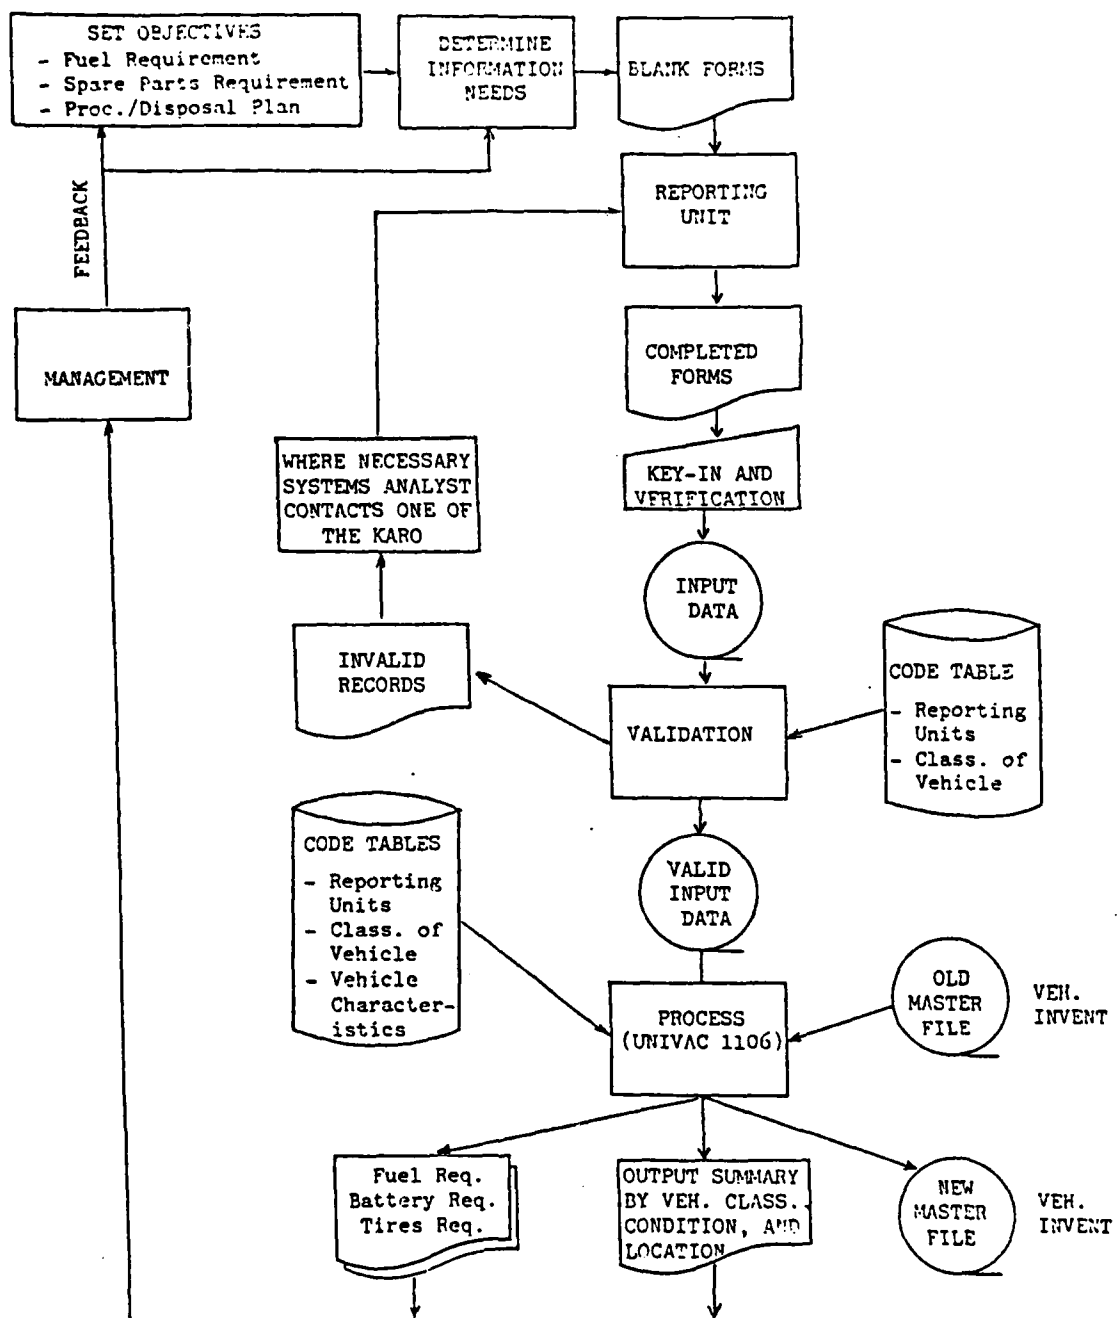 SET OBJECTIVES
- Fuel Requirement
- Spare Parts Requirement
- Proc./Disposal Plan
DETERMINE
INFORMATION
NEEDS
BLANK FORMS
REPORTING
UNIT
FEEDBACK
MANAGEMENT
COMPLETED
FORMS
WHERE NECESSARY
SYSTEMS ANALYST
CONTACTS ONE OF
THE KARO
KEY-IN AND
VERIFICATION
INPUT
DATA
INVALID
RECORDS
VALIDATION
CODE TABLE
- Reporting
Units
- Class. of
Vehicle
CODE TABLES
- Reporting
Units
- Class. of
Vehicle
- Vehicle
Character-
istics
VALID
INPUT
DATA
PROCESS
(UNIVAC 1106)
OLD
MASTER
FILE
VEH.
INVENT
Fuel Req.
Battery Req.
Tires Req.
OUTPUT SUMMARY
BY VEH. CLASS.
CONDITION, AND
LOCATION
NEW
MASTER
FILE
VEH.
INVENT